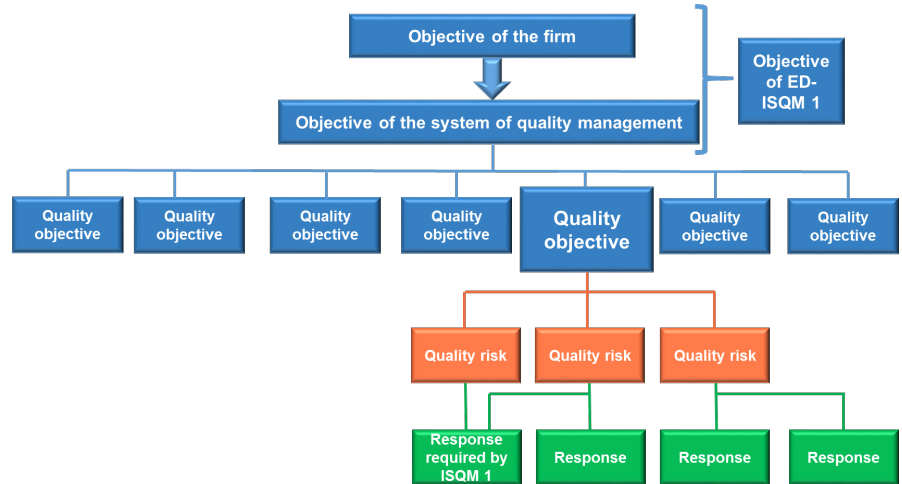 Objective of the firm
Objective
of ED-
ISQM 1
Objective of the system of quality management
Quality
objective
Quality
objective
Quality
objective
Quality
objective
Quality
objective
Quality
objective
Quality
objective
Quality risk
Quality risk
Quality risk
Response
required by
ISQM 1
Response
Response
Response